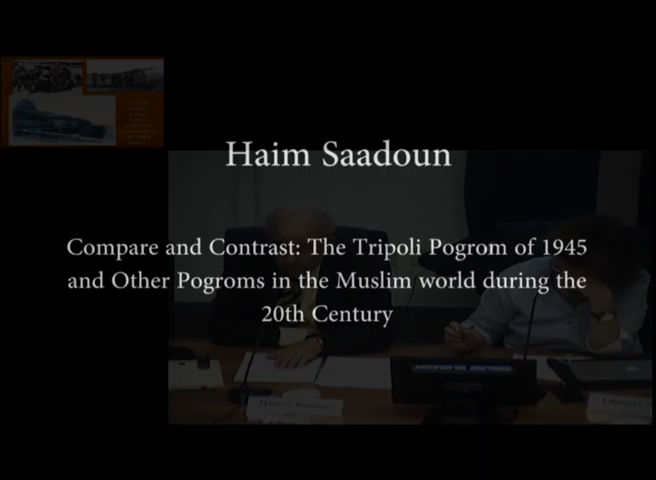 Haim Saadoun
Compare and Contrast: The Tripoli Pogrom of 1945
and Other Pogroms in the Muslim world during the
20th Century